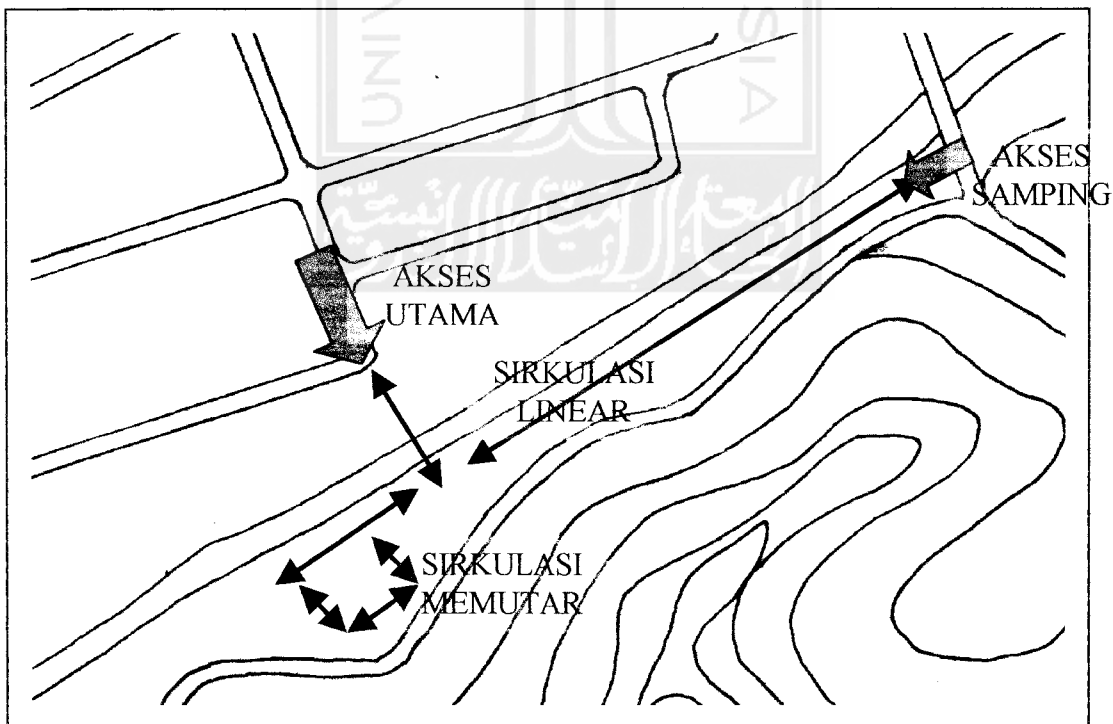 AKSES
SAMPING
AKSES
UTAMA
SIRKULASI
LINEAR
SIRKULASI
MEMUTAR